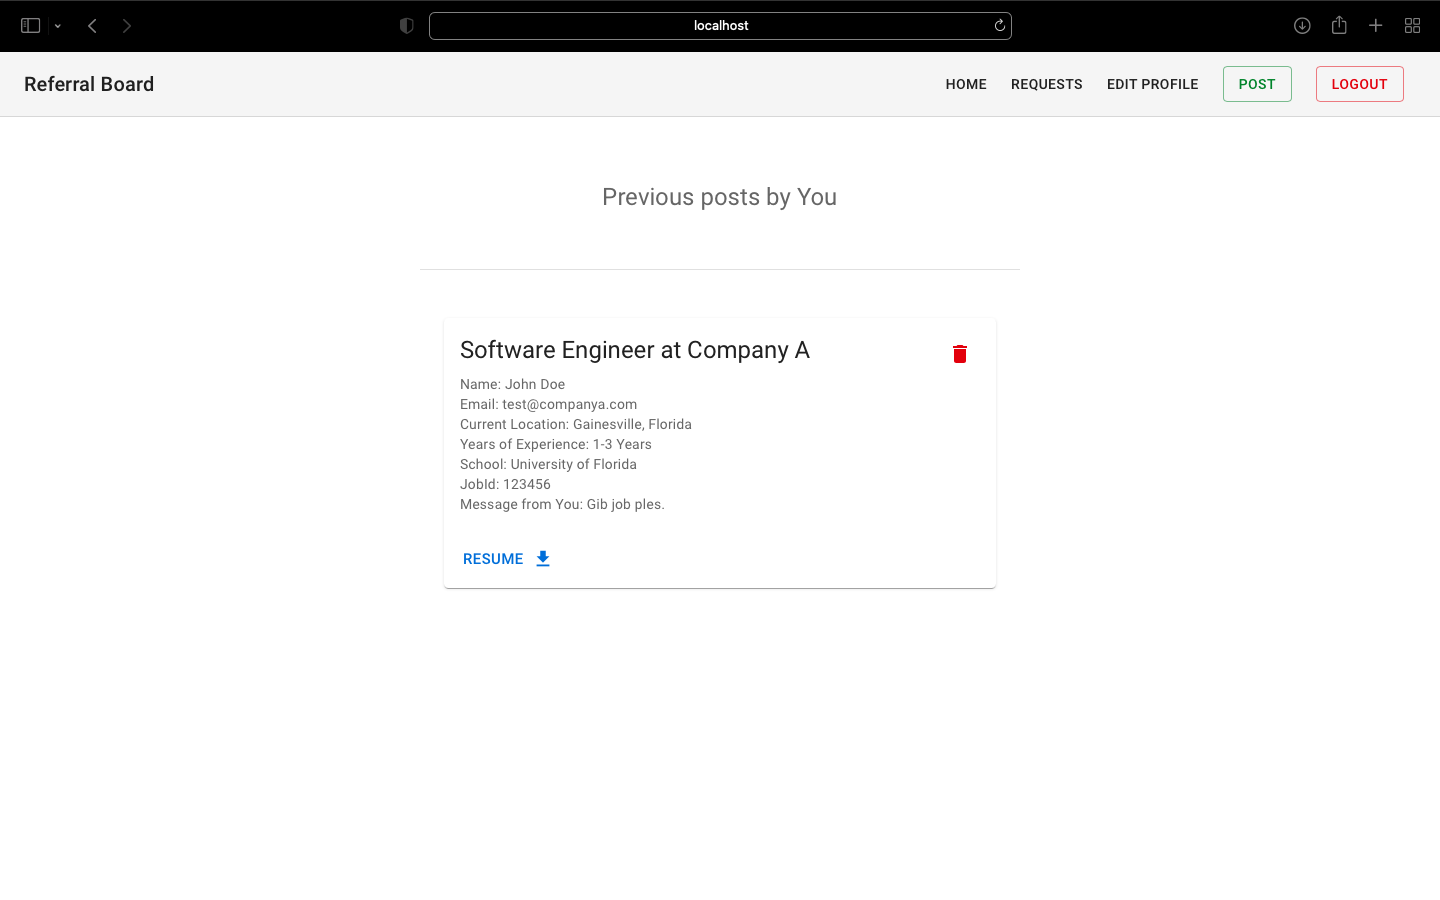 localhost
Referral Board
HOME REQUESTS EDIT PROFILE POST LOGOUT
Previous posts by You
Software Engineer at Company A
Name: John Doe
Email: test@companya.com
Current Location: Gainesville, Florida
Years of Experience: 1-3 Years
School: University of Florida
JobId: 123456
Message from You: Gib job ples.
RESUME